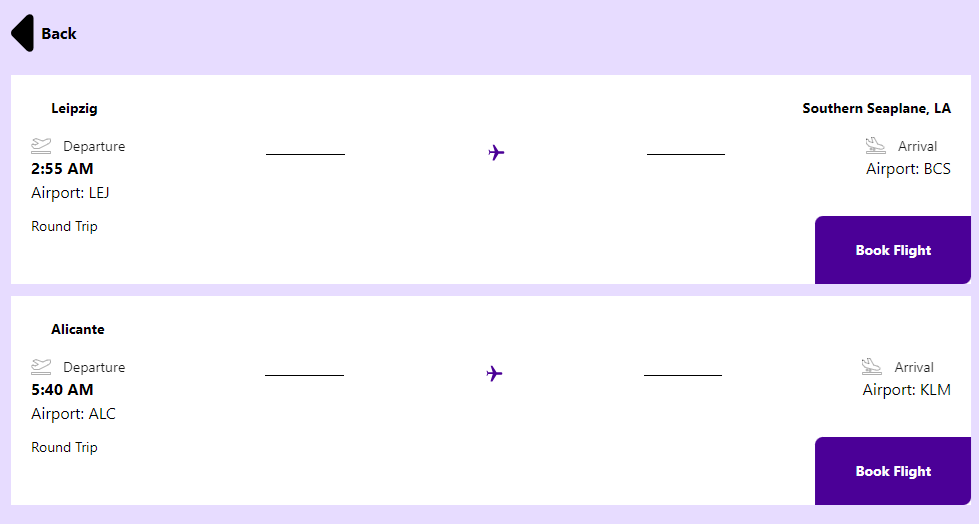 Back
Leipzig
Southern Seaplane, LA
Departure
Arrival
2:55 AM
Airport: BCS
Airport: LEJ
Round Trip
Book Flight
Alicante
Departure
Arrival
5:40 AM
Airport: KLM
Airport: ALC
Round Trip
Book Flight